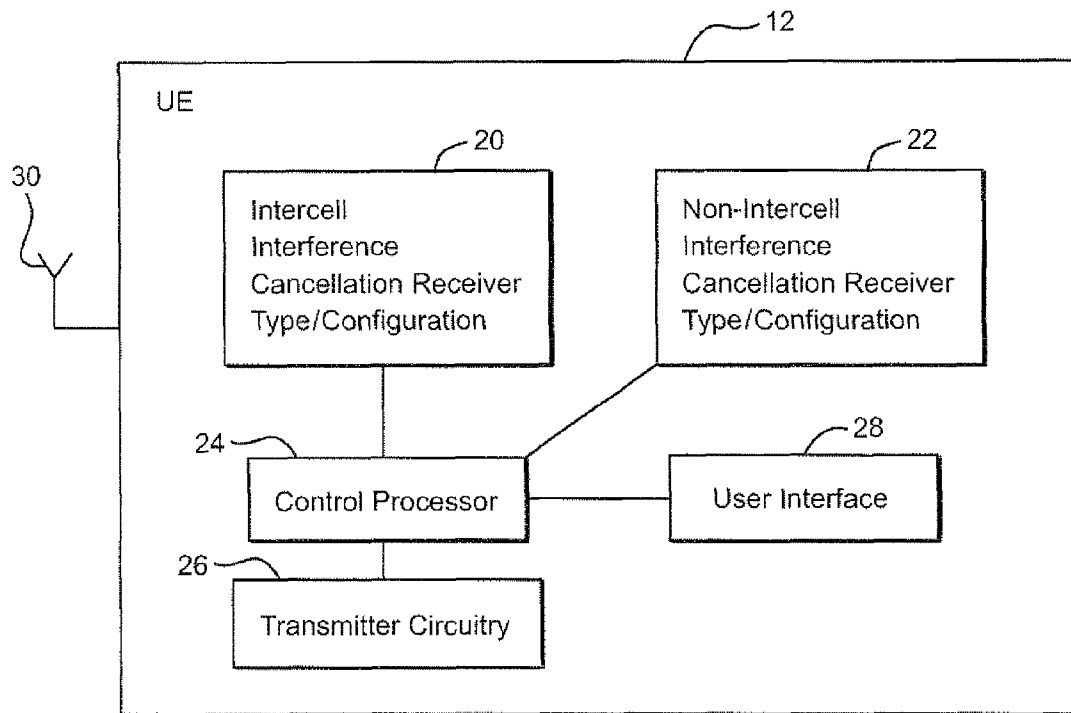 12
UE
20
22
30
Intercell
Interference
Cancellation Receiver
Type/Configuration
Non-Intercell
Interference
Cancellation Receiver
Type/Configuration
24
28
Control Processor
User Interface
26
Transmitter Circuitry